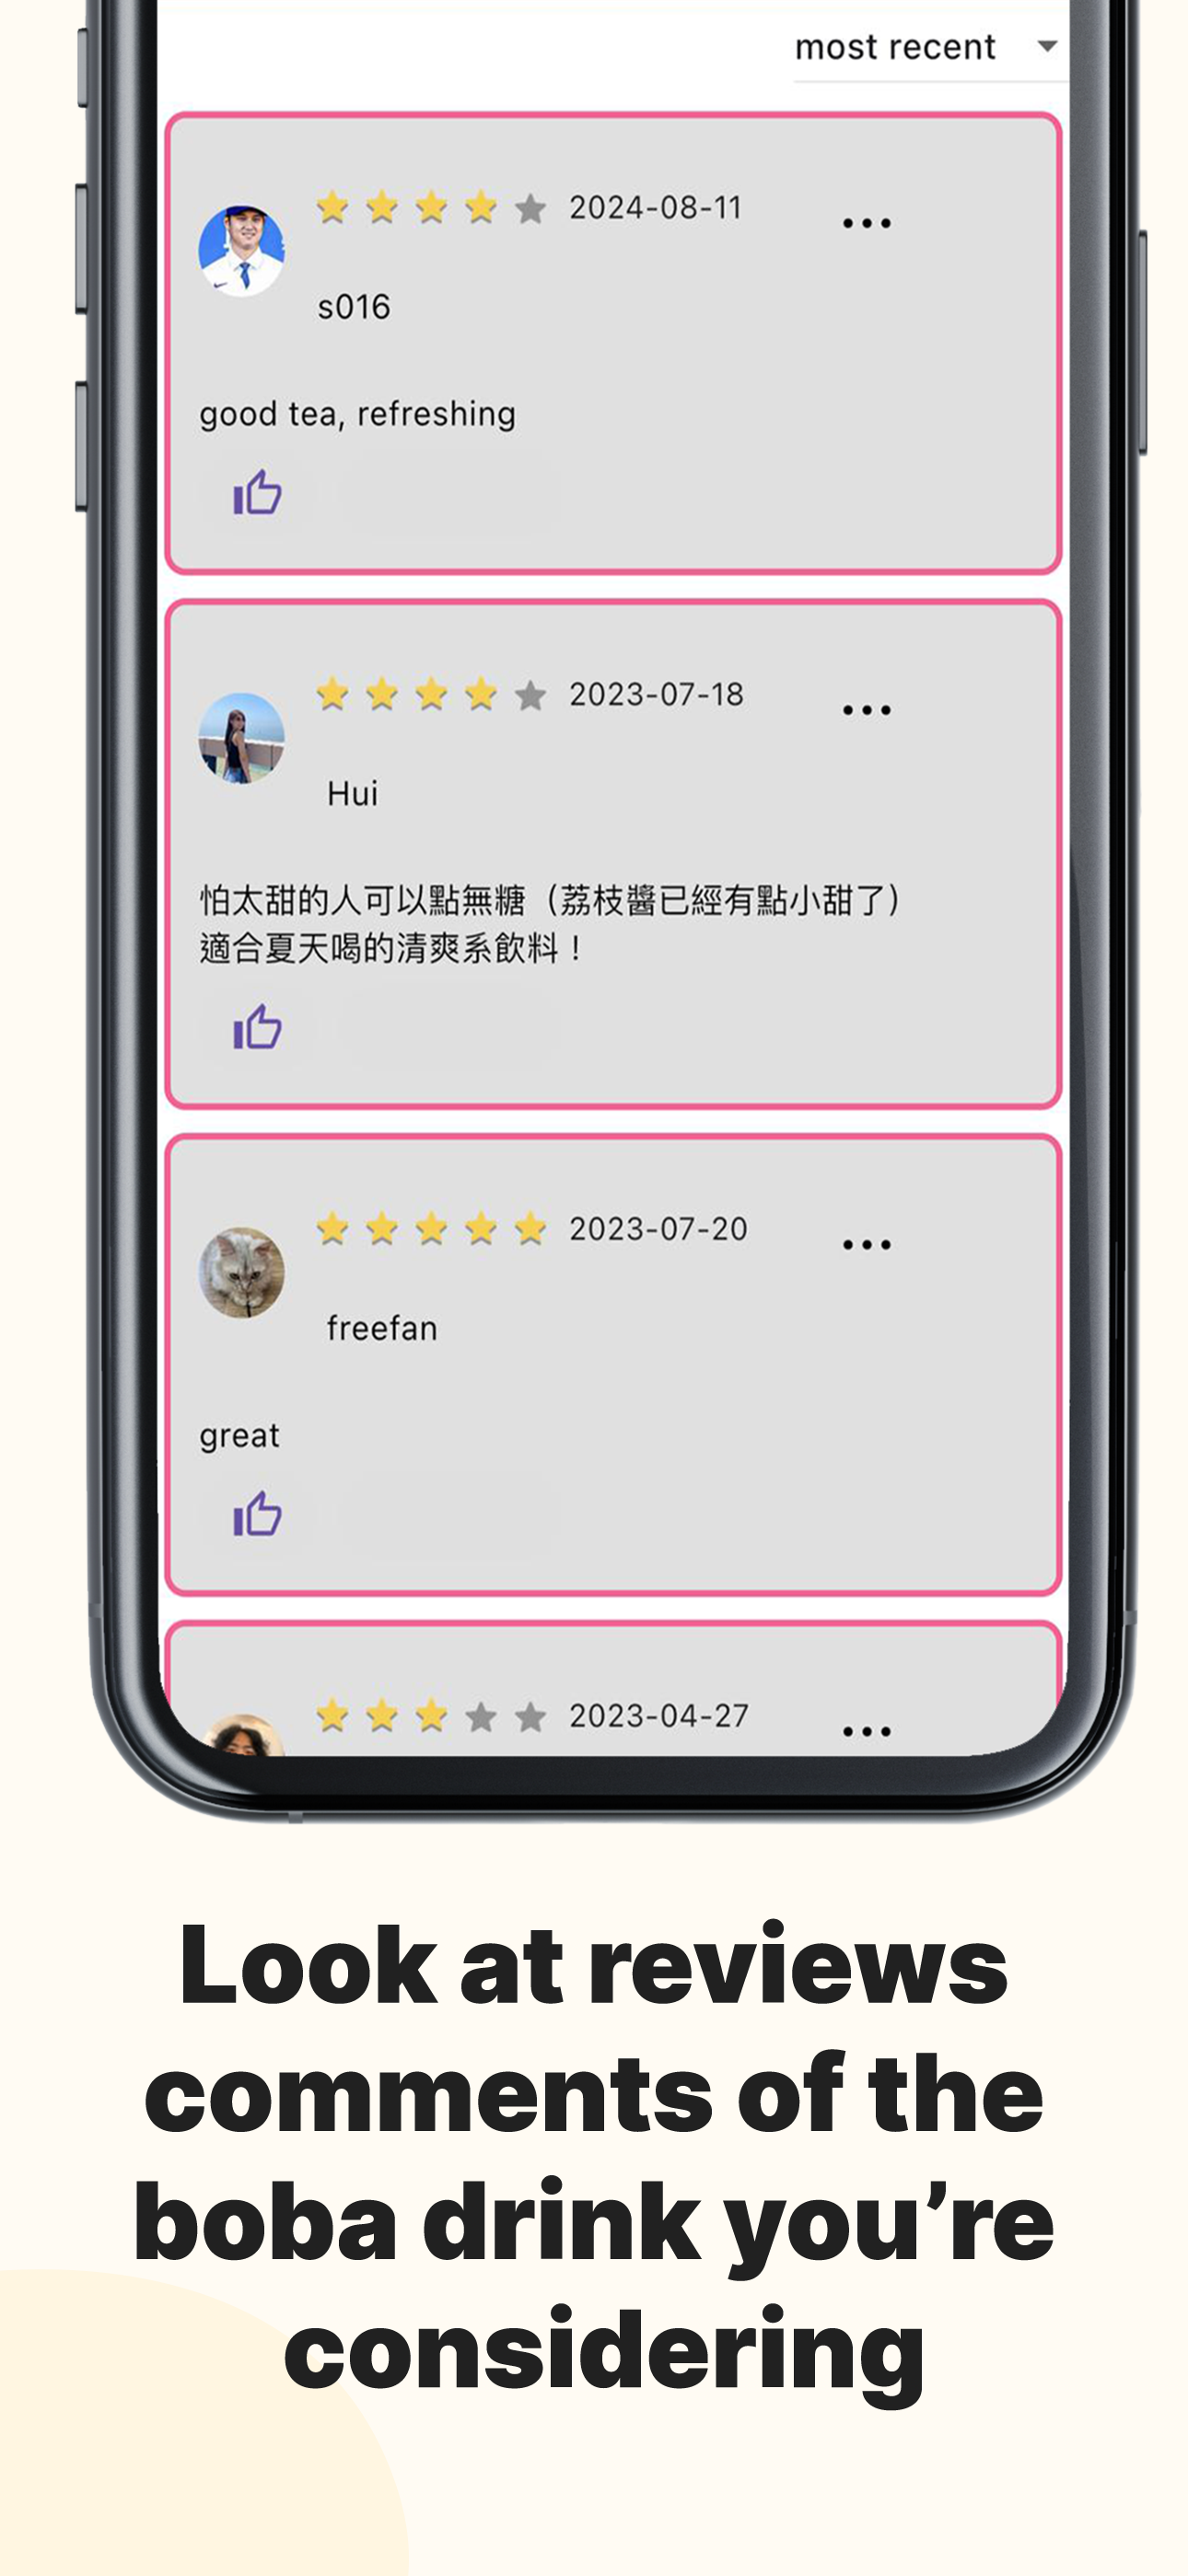 most recent
2024-08-11
s016
good tea, refreshing
2023-07-18
Hui
怕太甜的人可以點無糖（荔枝醬已經有點小甜了）
適合夏天喝的清爽系飲料！
2023-07-20
freefan
great
2023-04-27
Look at reviews
comments of the
boba drink you’re
considering